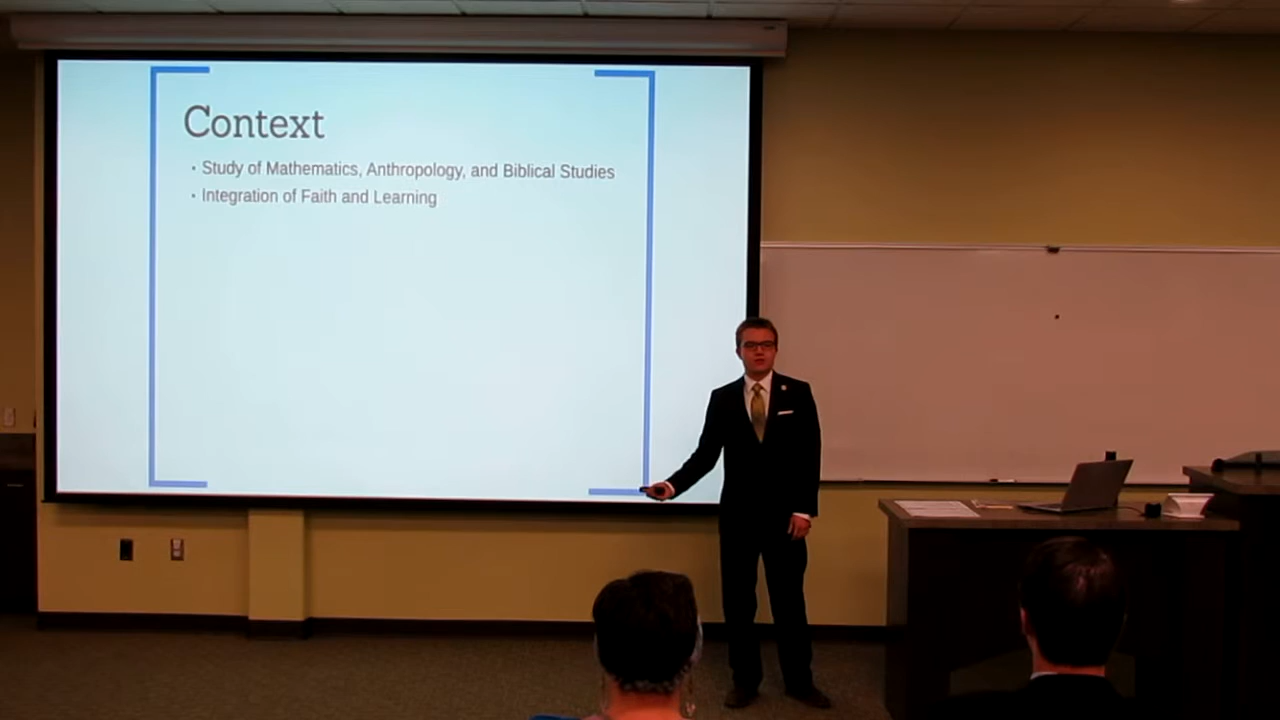 Context
• Study of Mathematics, Anthropology, and Biblical Studies
• Integration of Faith and Learning